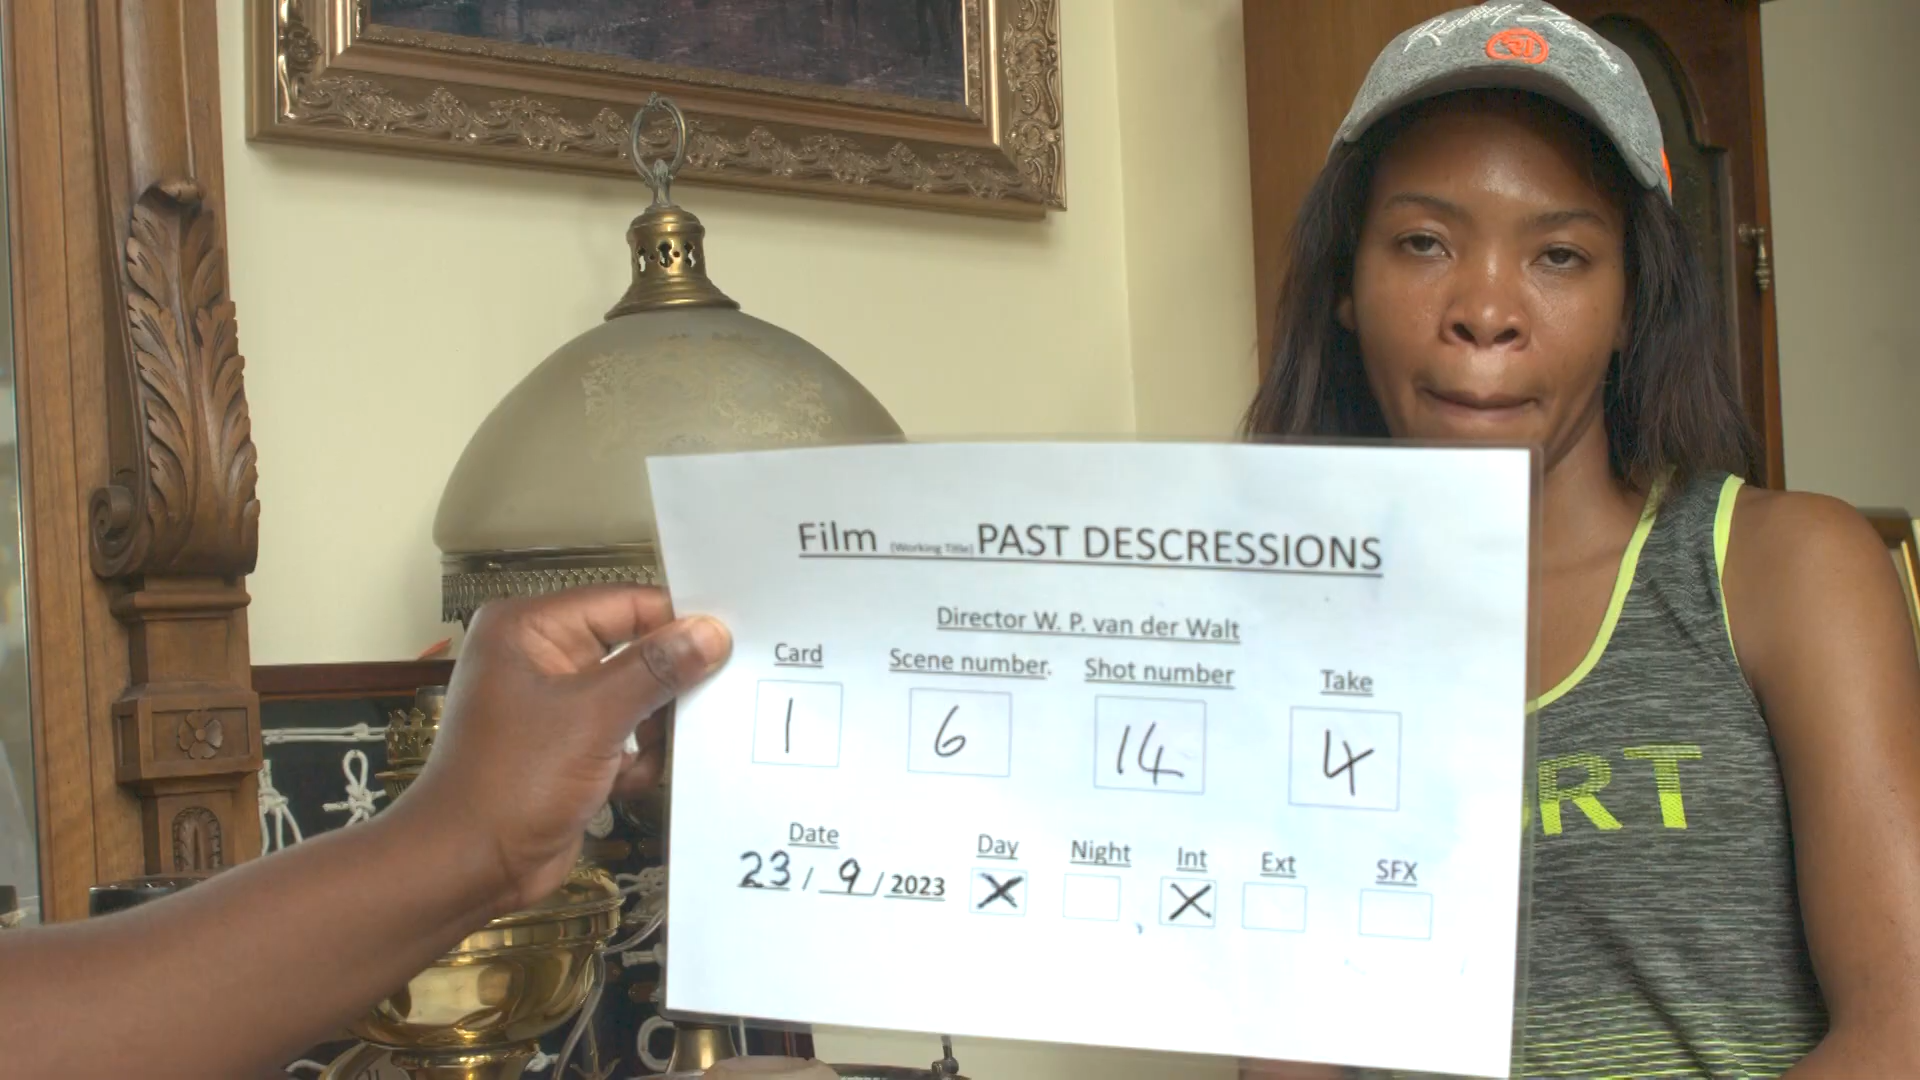 Film (Working Title) PAST DESCRESSIONS
Director W. P. van der Walt
Card Scene number. Shot number Take
1 6 14 4
Date Day Night Int Ext SFX
23 / 9 / 2023 X X
RT